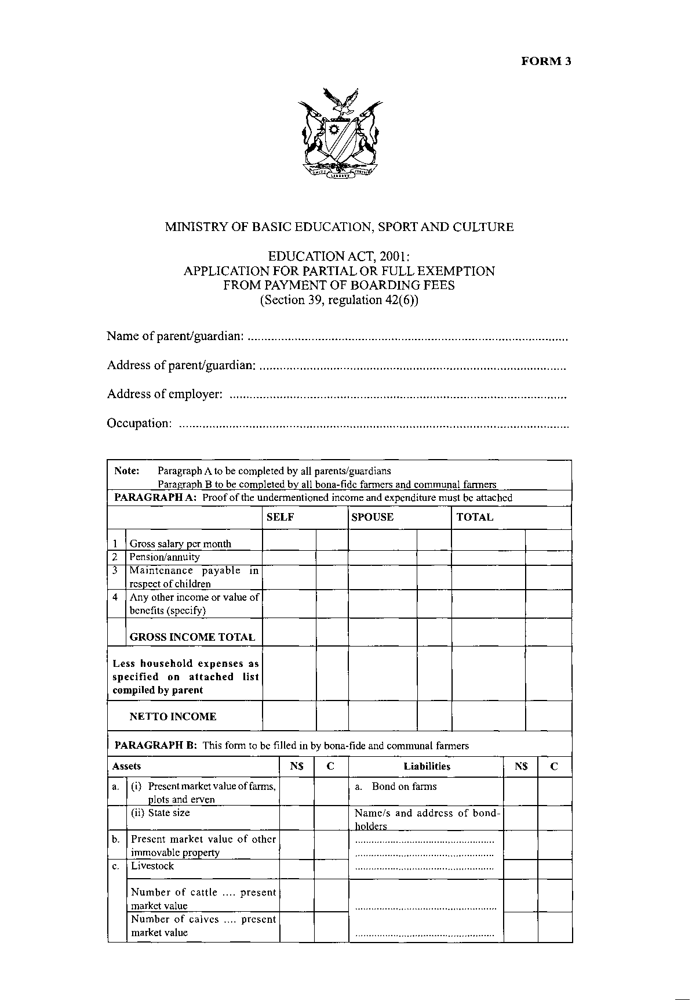 FORM 3
UNITY LIBERTY JUSTICE
MINISTRY OF BASIC EDUCATION, SPORT AND CULTURE
EDUCATION ACT, 2001:
APPLICATION FOR PARTIAL OR FULL EXEMPTION
FROM PAYMENT OF BOARDING FEES
(Section 39, regulation 42(6))
Name of parent/guardian: ................................................................................................
Address of parent/guardian: ............................................................................................
Address of employer: .....................................................................................................
Occupation: .....................................................................................................................
Note: Paragraph A to be completed by all parents/guardians
Paragraph B to be completed by all bona-fide farmers and communal farmers
PARAGRAPH A: Proof of the undermentioned income and expenditure must be attached
SELF SPOUSE TOTAL
1 Gross salary per month
2 Pension/annuity
3 Maintenance payable in
respect of children
4 Any other income or value of
benefits (specify)
GROSS INCOME TOTAL
Less household expenses as
specified on attached list
compiled by parent
NETTO INCOME
PARAGRAPH B: This form to be filled in by bona-fide and communal farmers
Assets N$ C Liabilities N$ C
a. (i) Present market value of farms, a. Bond on farms
plots and erven
(ii) State size Name/s and address of bond-
holders
b. Present market value of other ....................................................
immovable property ....................................................
c. Livestock ....................................................
Number of cattle .... present
market value ....................................................
Number of calves .... present
market value ....................................................